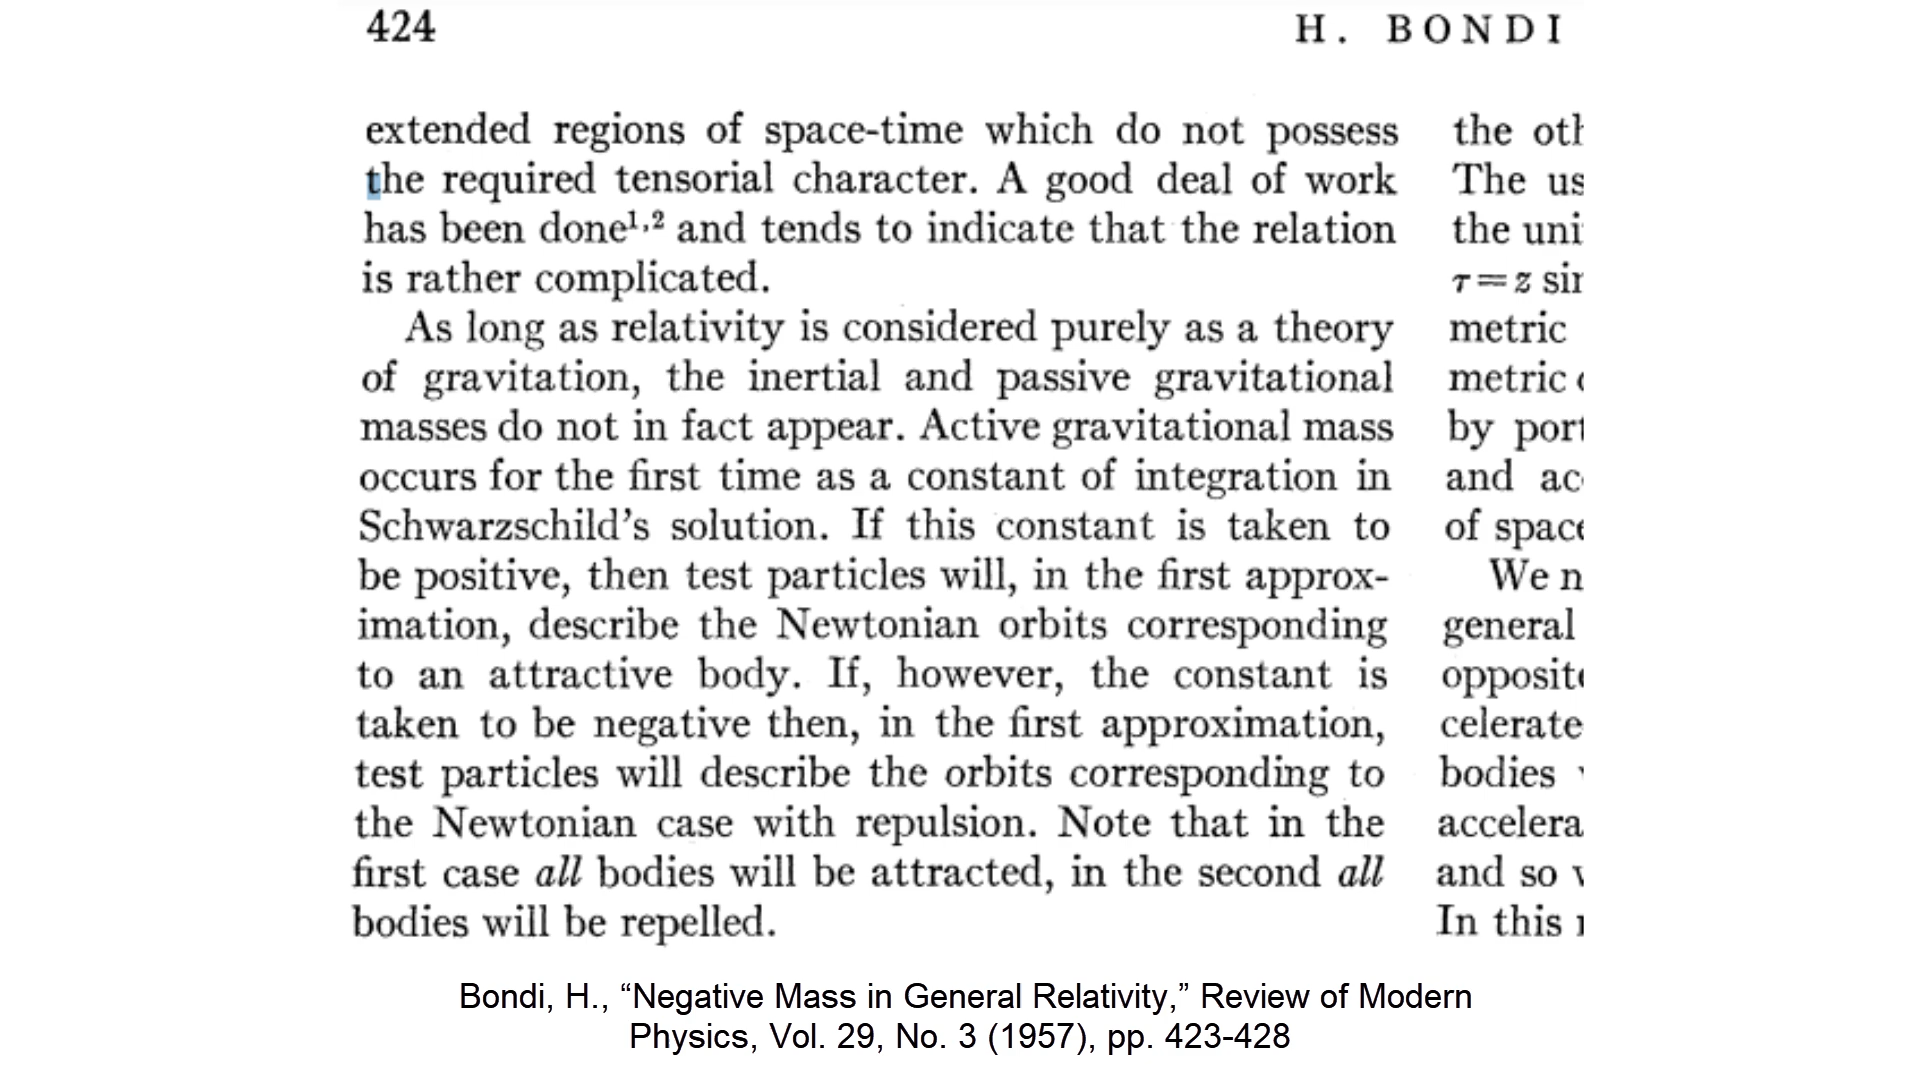 424
H. BONDI
extended regions of space-time which do not possess
the required tensorial character. A good deal of work
has been done¹,² and tends to indicate that the relation
is rather complicated.
As long as relativity is considered purely as a theory
of gravitation, the inertial and passive gravitational
masses do not in fact appear. Active gravitational mass
occurs for the first time as a constant of integration in
Schwarzschild's solution. If this constant is taken to
be positive, then test particles will, in the first approx-
imation, describe the Newtonian orbits corresponding
to an attractive body. If, however, the constant is
taken to be negative then, in the first approximation,
test particles will describe the orbits corresponding to
the Newtonian case with repulsion. Note that in the
first case all bodies will be attracted, in the second all
bodies will be repelled.
the
The
the
τ=z
metric
metric
by
and
of
We
general
bodies
and so
In this
Bondi, H., “Negative Mass in General Relativity,” Review of Modern
Physics, Vol. 29, No. 3 (1957), pp. 423-428